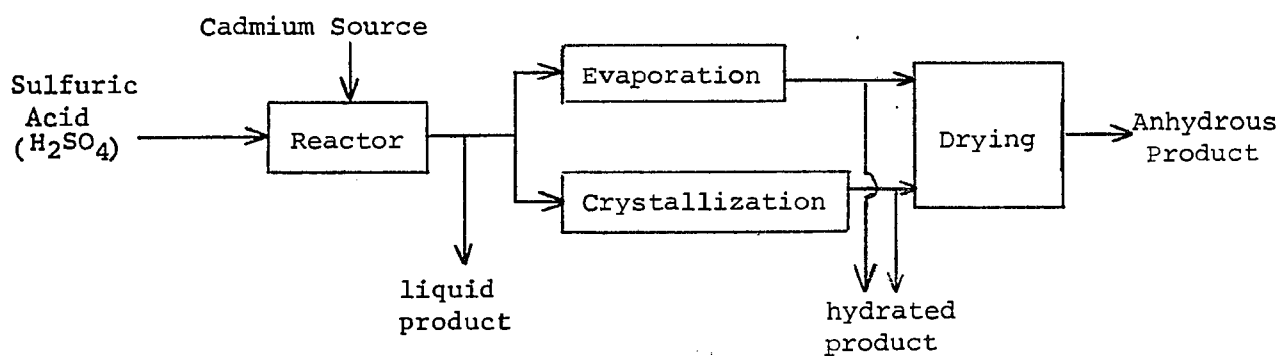 Cadmium Source
Sulfuric
Acid
(H₂SO₄)
Reactor
Evaporation
Crystallization
Drying
Anhydrous
Product
liquid
product
hydrated
product